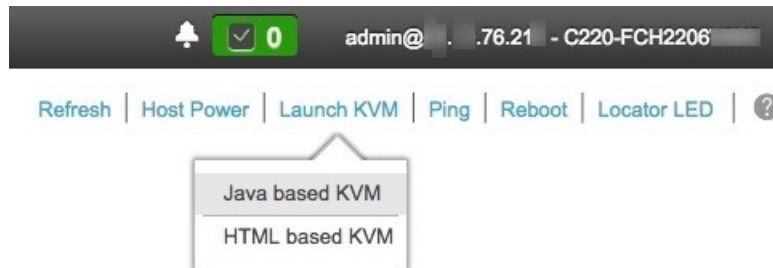 0 admin@ . .76.21 - C220-FCH2206
Refresh | Host Power | Launch KVM | Ping | Reboot | Locator LED | ?
Java based KVM
HTML based KVM